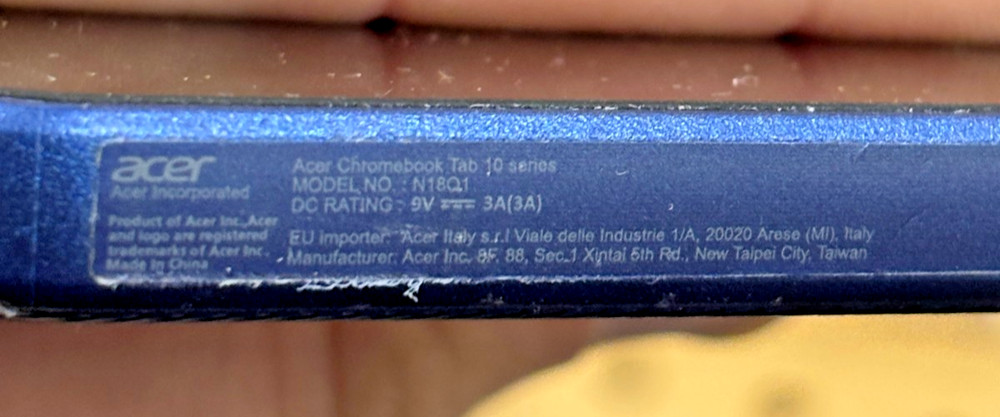 acer
Acer Incorporated
Product of Acer Inc. Acer
and logo are registered
trademarks of Acer Inc.
Made In China
Acer Chromebook Tab 10 series
MODEL NO. : N18Q1
DC RATING : 9V ⎓ 3A(3A)
EU importer: Acer Italy s.r.l Viale delle Industrie 1/A, 20020 Arese (MI), Italy
Manufacturer: Acer Inc. 8F, 88, Sec.1 Xintai 5th Rd., New Taipei City, Taiwan